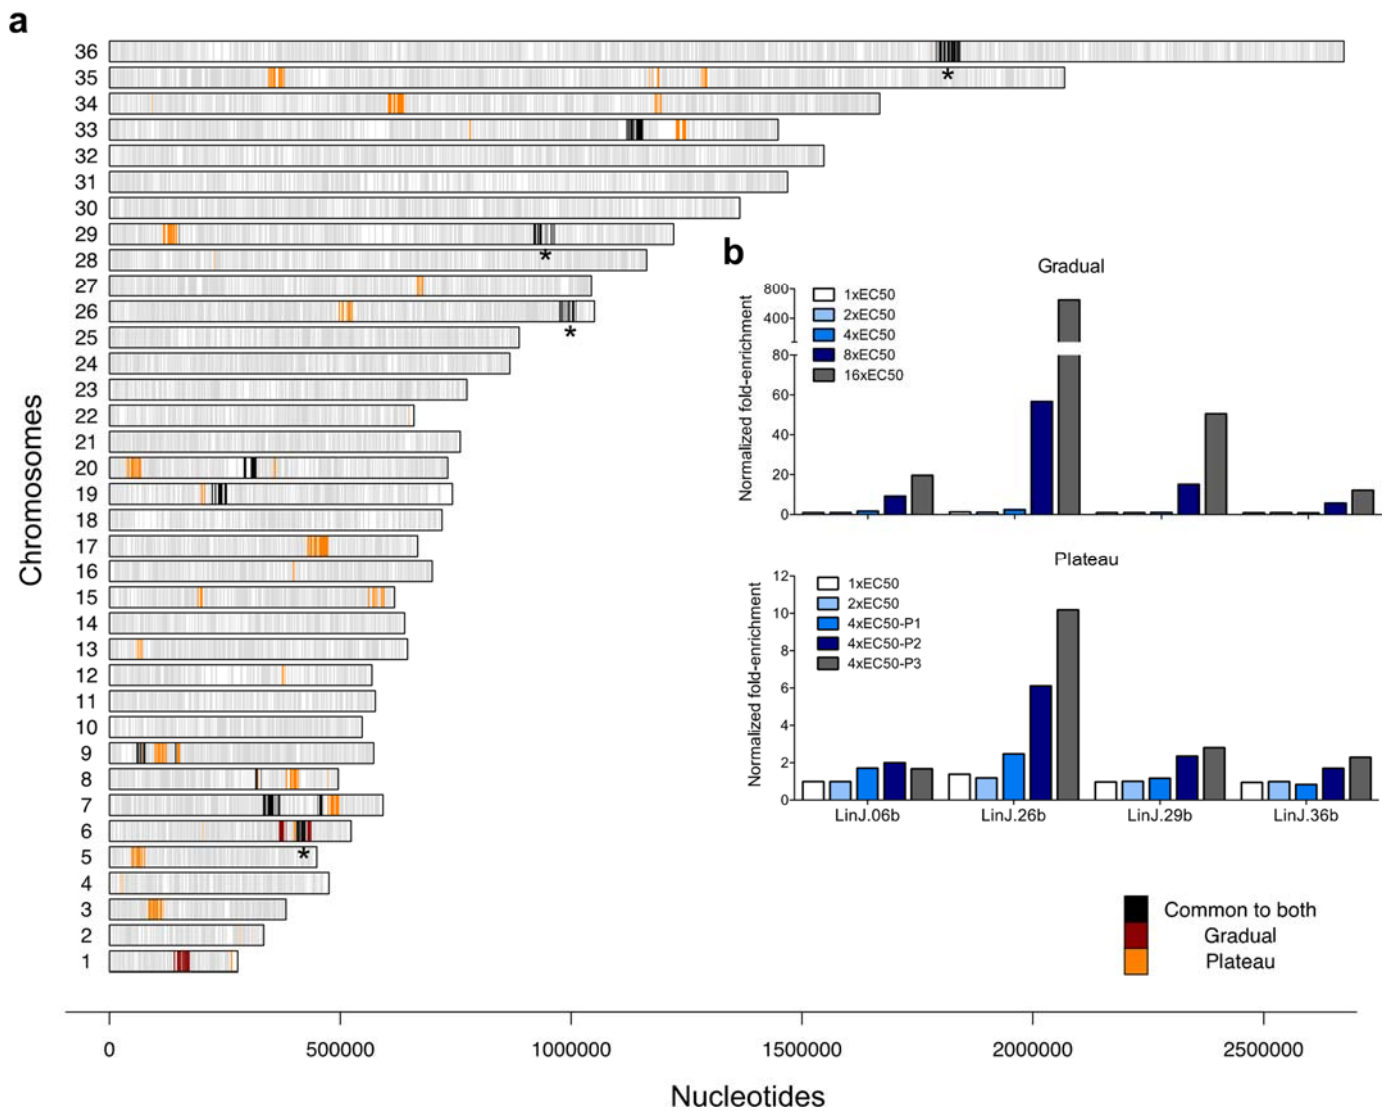 a
36
35
*
34
33
32
31
30
29
b
28
*
Gradual
27
800
1xEC50
26
400
2xEC50
*
4xEC50
25
80
8xEC50
24
16xEC50
60
23
40
22
20
21
0
Normalized fold-enrichment
20
19
18
17
Plateau
16
12
1xEC50
15
10
2xEC50
14
8
4xEC50-P1
13
6
4xEC50-P2
12
4
4xEC50-P3
11
2
10
0
Normalized fold-enrichment
LinJ.06b LinJ.26b LinJ.29b LinJ.36b
9
8
7
6
*
5
4
3
Common to both
2
Gradual
1
Plateau
Chromosomes
0 500000 1000000 1500000 2000000 2500000
Nucleotides